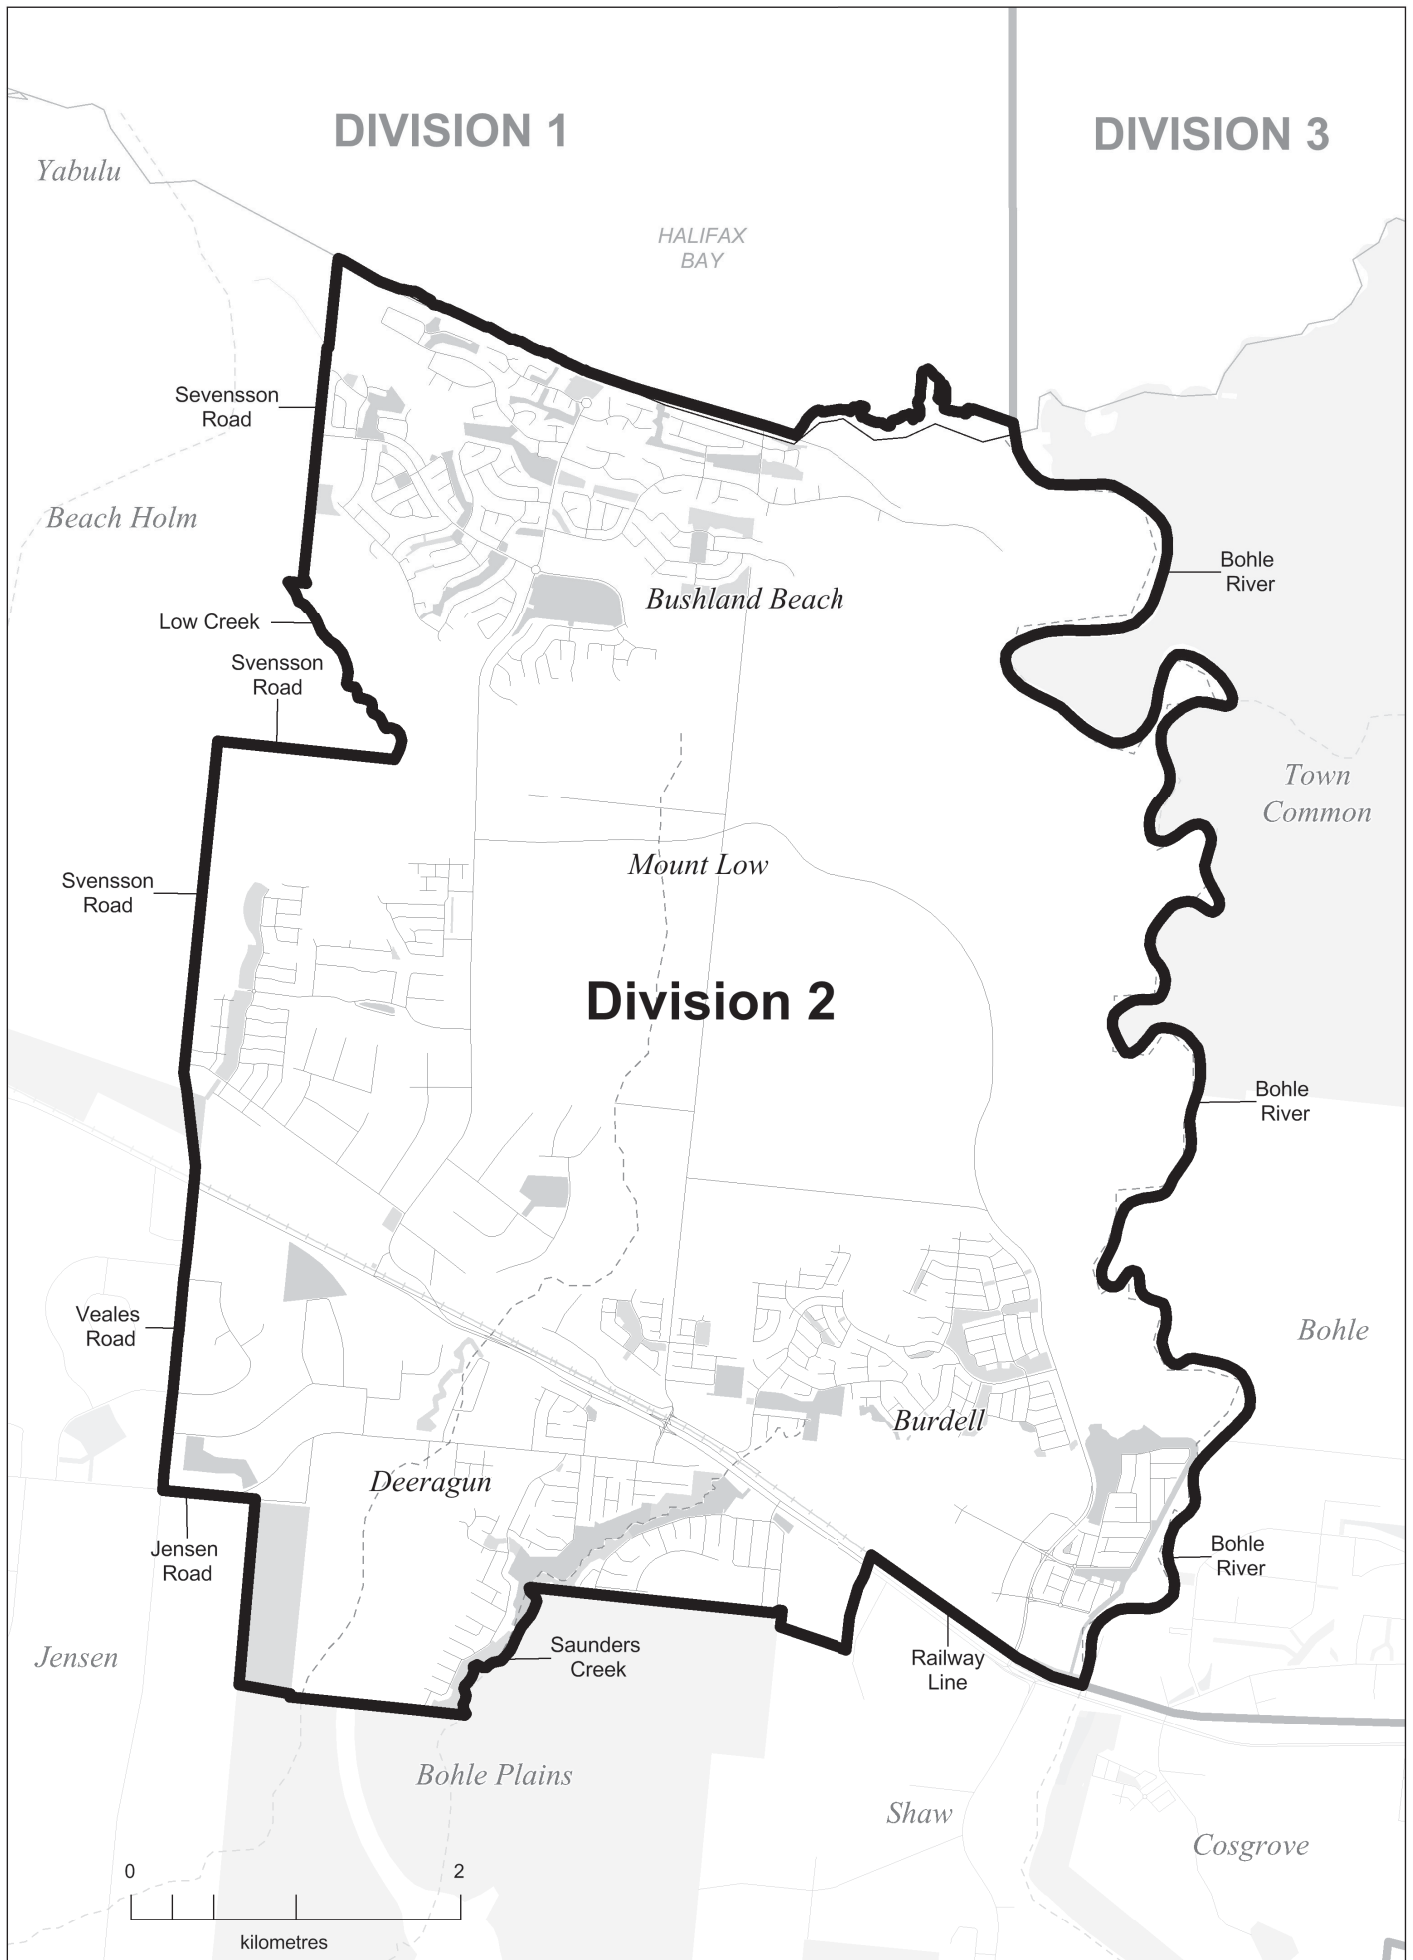 DIVISION 1
DIVISION 3
Yabulu
HALIFAX
BAY
Sevensson
Road
Beach Holm
Bohle
River
Bushland Beach
Low Creek
Svensson
Road
Town
Common
Mount Low
Svensson
Road
Division 2
Bohle
River
Veales
Road
Bohle
Burdell
Deeragun
Jensen
Road
Bohle
River
Saunders
Creek
Jensen
Railway
Line
Bohle Plains
Shaw
Cosgrove
0 2
kilometres